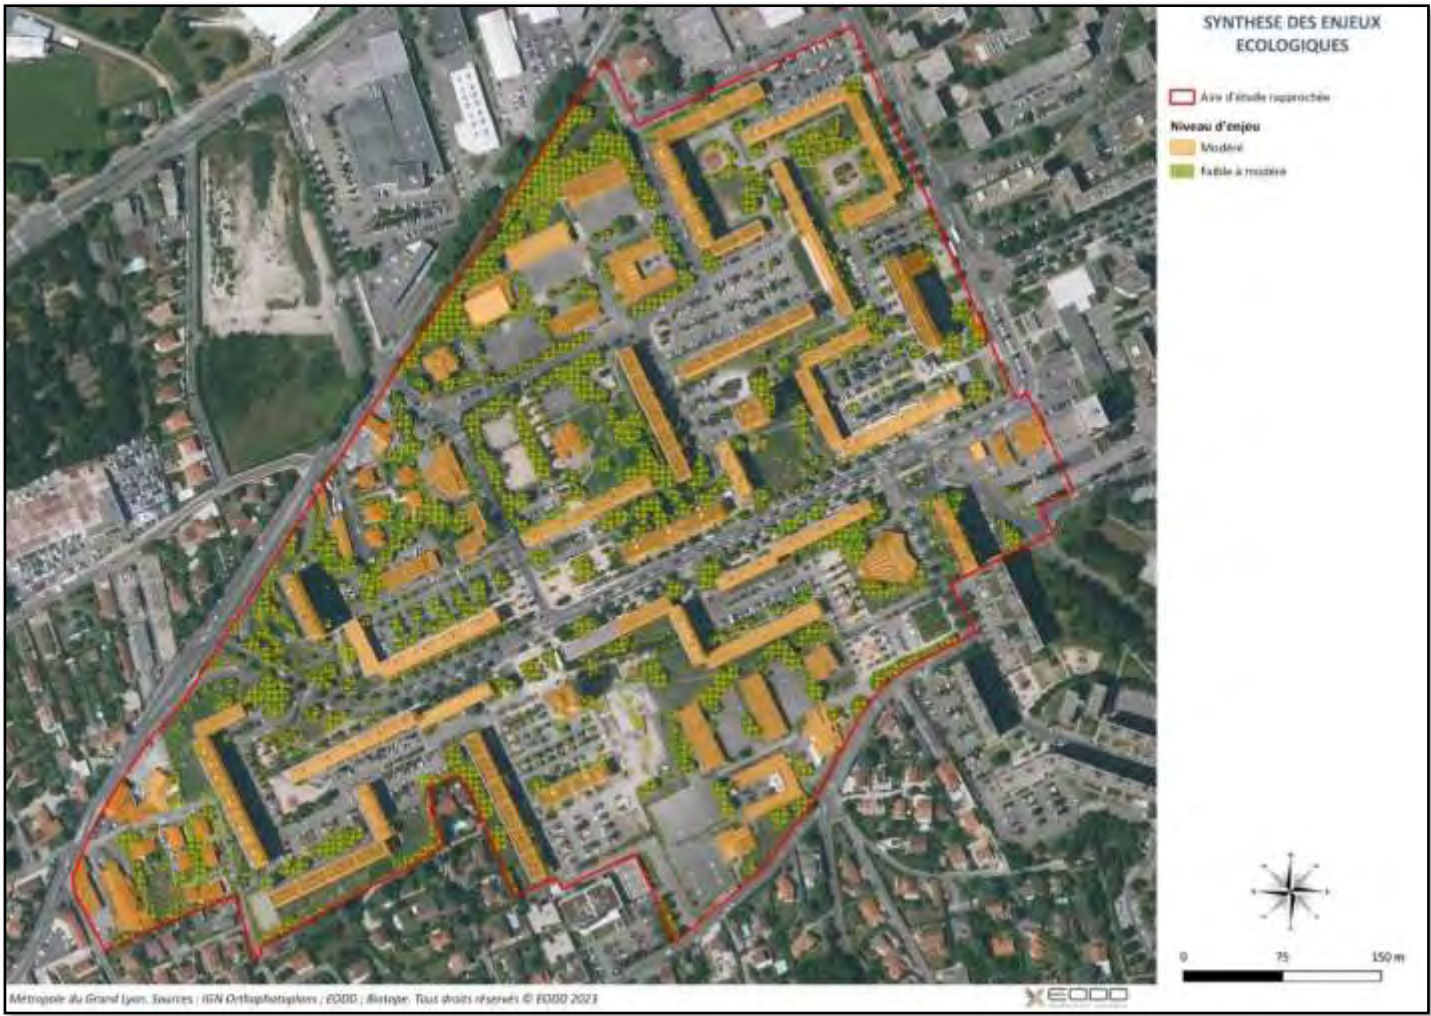 SYNTHESE DES ENJEUX
ECOLOGIQUES
Aire d'étude rapprochée
Niveau d'enjeu
Modéré
Faible à modéré
0 75 150 m
Métropole du Grand Lyon. Sources : IGN Orthophotoplans ; EODD ; Biotope. Tous droits réservés © EODD 2023
EODD